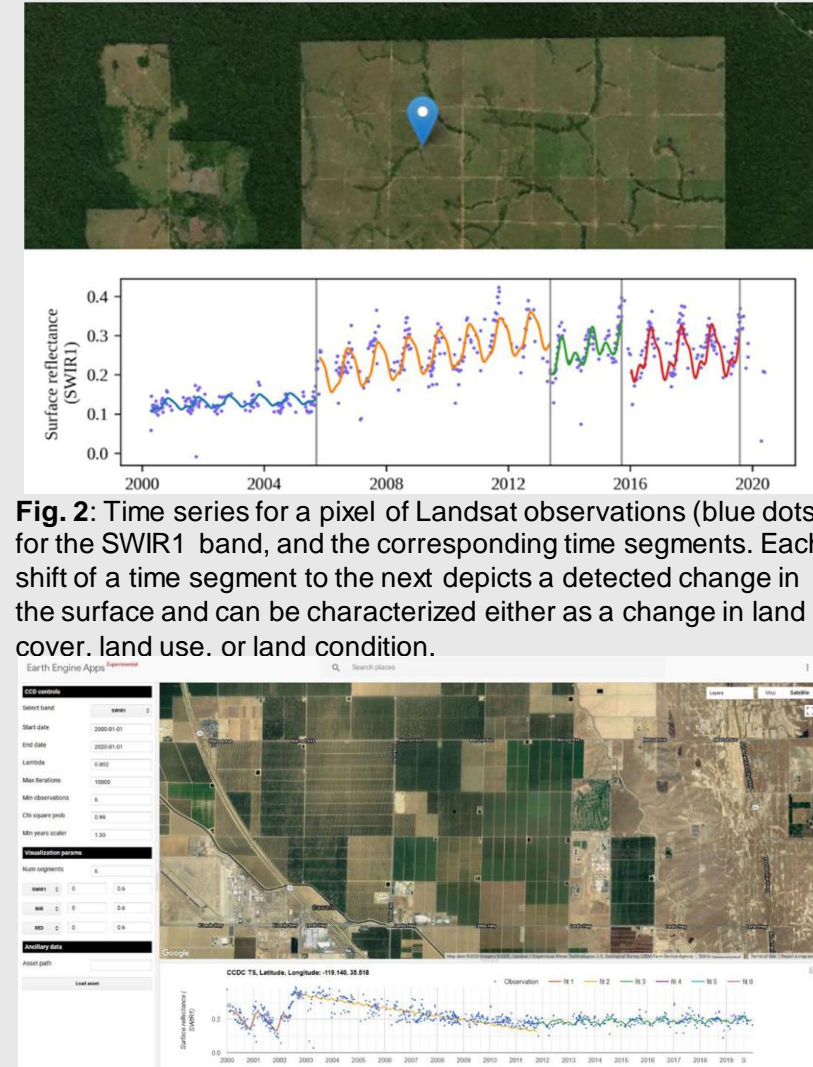 Surface reflectance
(SWIR1)
0.4
0.3
0.2
0.1
0.0
2000 2004 2008 2012 2016 2020
Fig. 2: Time series for a pixel of Landsat observations (blue dots
for the SWIR1 band, and the corresponding time segments. Each
shift of a time segment to the next depicts a detected change in
the surface and can be characterized either as a change in land
cover, land use, or land condition.
Earth Engine Apps Experimental
Search places
CCD controls
Select band SWIR1
Start date 2000-01-01
End date 2020-01-01
Lambda 0.002
Max iterations 10000
Min observations 6
Chi square prob 0.99
Min years scaler 1.33
Visualization params
Num segments 6
SWIR1 0 0.6
NIR 0 0.6
RED 0 0.6
Ancillary data
Asset path
Load asset
Layers Map Satellite
Google
CCDC TS, Latitude, Longitude: -119.140, 35.518
Observation fit 1 fit 2 fit 3 fit 4 fit 5 fit 6
Surface reflectance (
SWIR1)
0.2
0.0
2000 2001 2002 2003 2004 2005 2006 2007 2008 2009 2010 2011 2012 2013 2014 2015 2016 2017 2018 2019